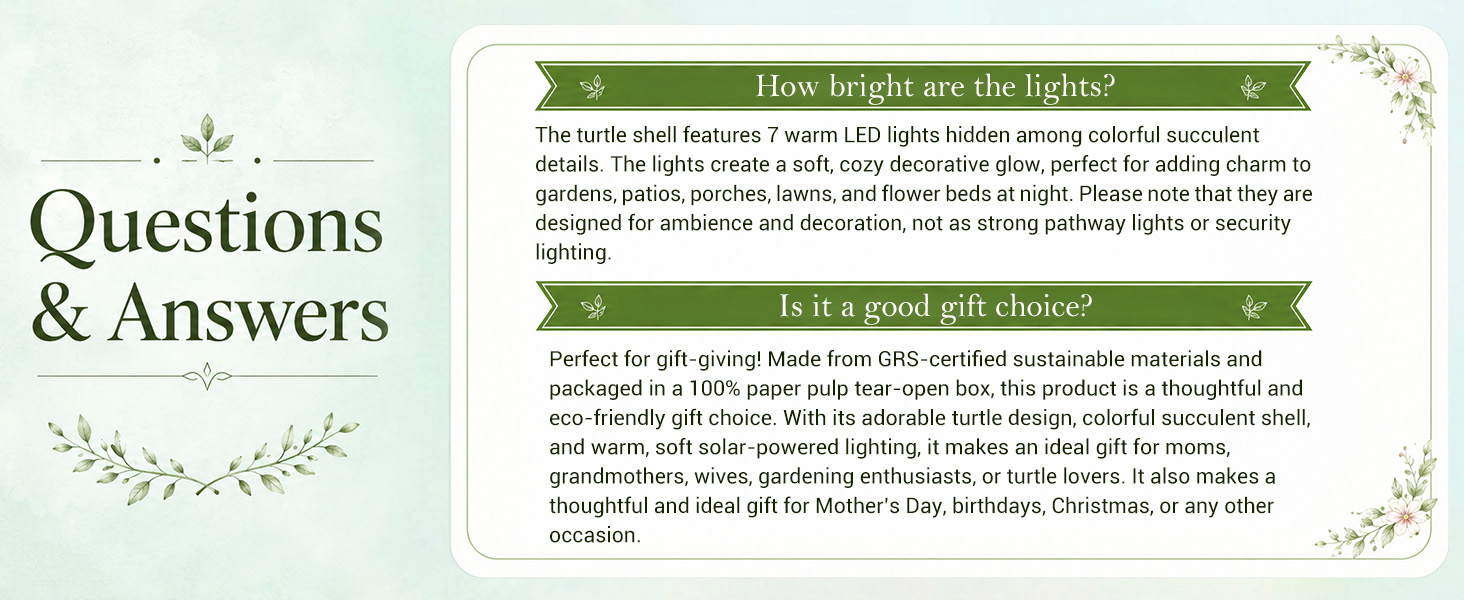 Questions
& Answers
How bright are the lights?
The turtle shell features 7 warm LED lights hidden among colorful succulent
details. The lights create a soft, cozy decorative glow, perfect for adding charm to
gardens, patios, porches, lawns, and flower beds at night. Please note that they are
designed for ambience and decoration, not as strong pathway lights or security
lighting.
Is it a good gift choice?
Perfect for gift-giving! Made from GRS-certified sustainable materials and
packaged in a 100% paper pulp tear-open box, this product is a thoughtful and
eco-friendly gift choice. With its adorable turtle design, colorful succulent shell,
and warm, soft solar-powered lighting, it makes an ideal gift for moms,
grandmothers, wives, gardening enthusiasts, or turtle lovers. It also makes a
thoughtful and ideal gift for Mother's Day, birthdays, Christmas, or any other
occasion.